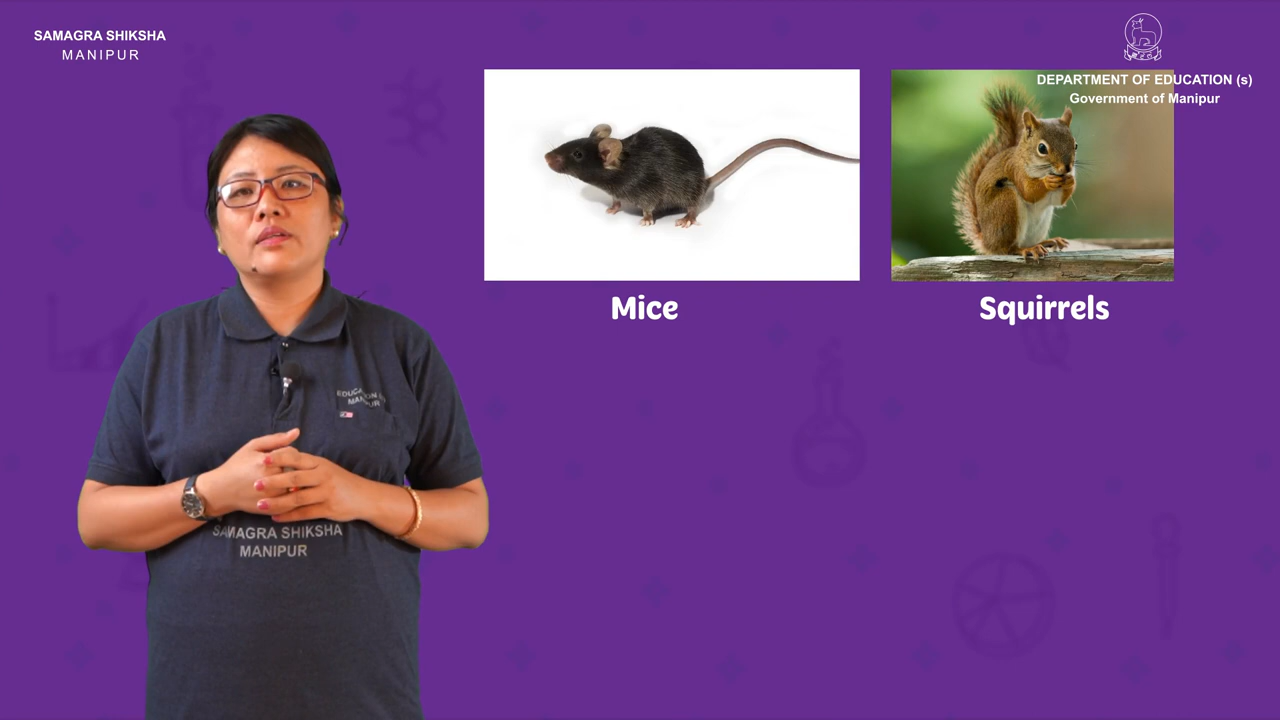 SAMAGRA SHIKSHA
MANIPUR
DEPARTMENT OF EDUCATION (s)
Government of Manipur
Mice
Squirrels
SAMAGRA SHIKSHA
MANIPUR